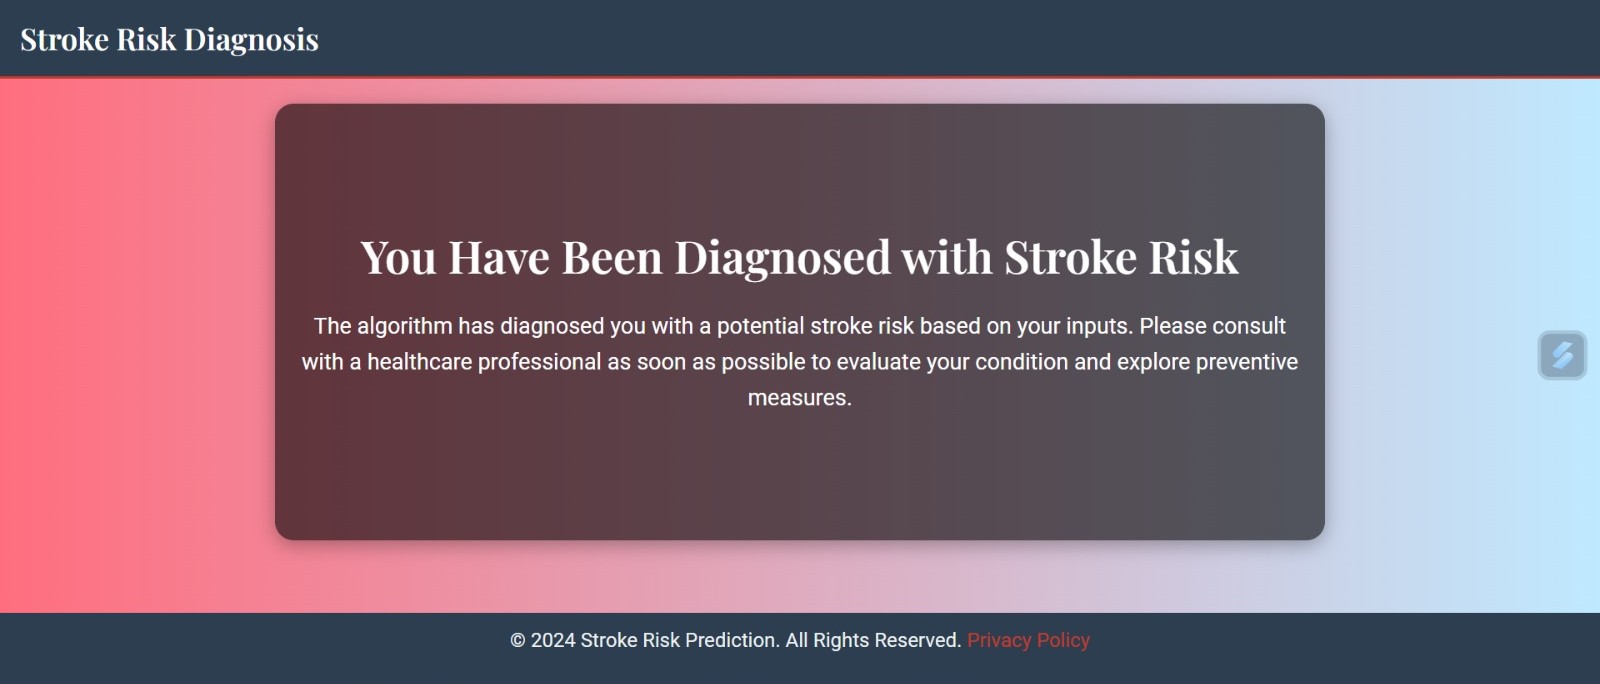 Stroke Risk Diagnosis
You Have Been Diagnosed with Stroke Risk
The algorithm has diagnosed you with a potential stroke risk based on your inputs. Please consult
with a healthcare professional as soon as possible to evaluate your condition and explore preventive
measures.
© 2024 Stroke Risk Prediction. All Rights Reserved. Privacy Policy